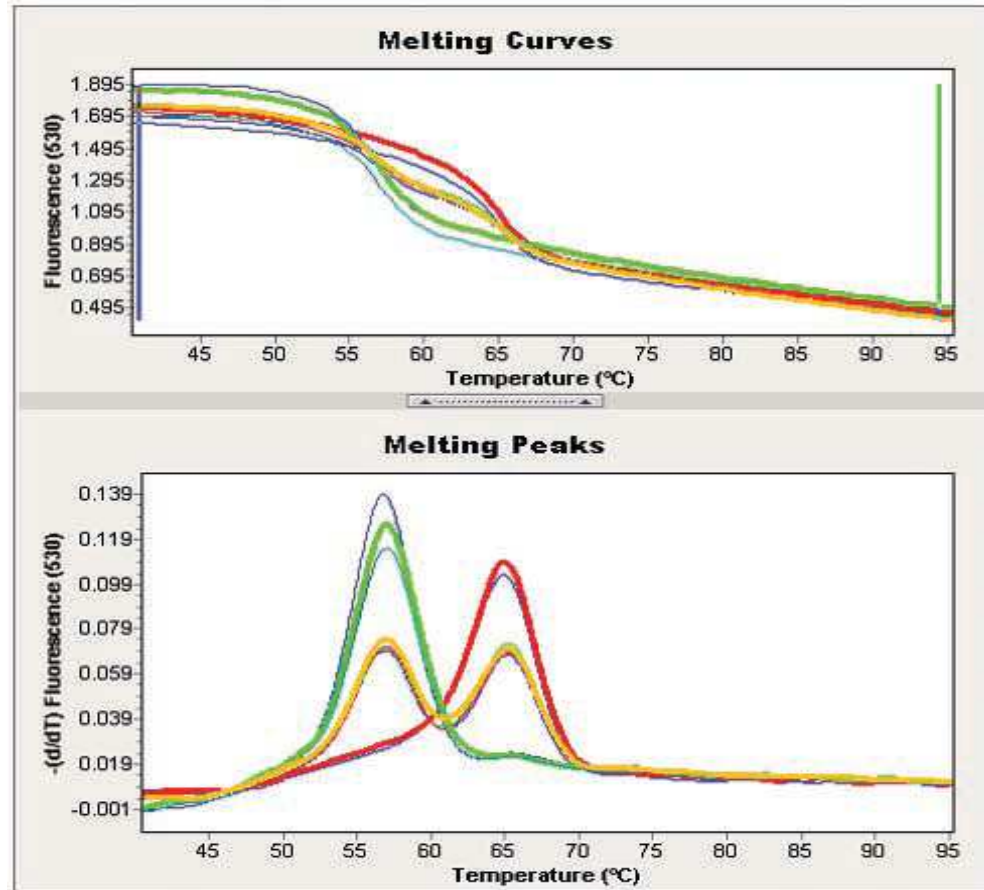 Melting Curves
Fluorescence (530)
1.895
1.695
1.495
1.295
1.095
0.895
0.695
0.495
45 50 55 60 65 70 75 80 85 90 95
Temperature (ºC)
Melting Peaks
-(d/dT) Fluorescence (530)
0.139
0.119
0.099
0.079
0.059
0.039
0.019
-0.001
45 50 55 60 65 70 75 80 85 90 95
Temperature (ºC)